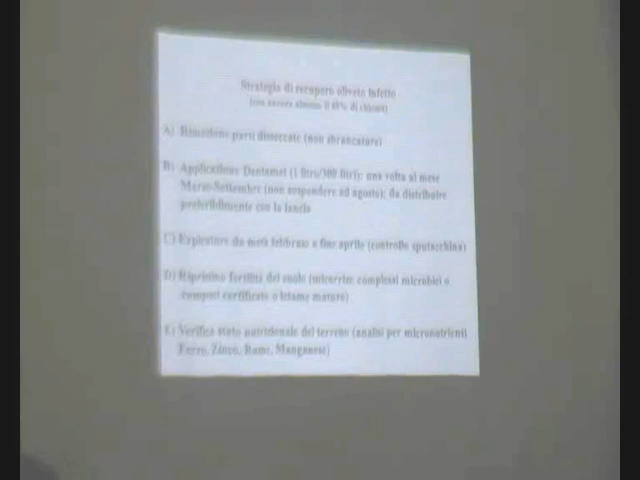 Strategia di recupero oliveto infetto
(con ancora almeno il 40% di chioma)
A) Rimozione parti disseccate (non sbrancature)
B) Applicazione Dentamet (1 litro/300 litri): una volta al mese
Marzo-Settembre (non sospendere ad agosto); da distribuire
preferibilmente con la lancia
C) Erpicature da metà febbraio a fine aprile (controllo sputacchina)
D) Ripristino fertilità del suolo (micorrize complessi microbici o
compost certificato o letame maturo)
E) Verifica stato nutrizionale del terreno (analisi per micronutrienti
Ferro, Zinco, Rame, Manganese)